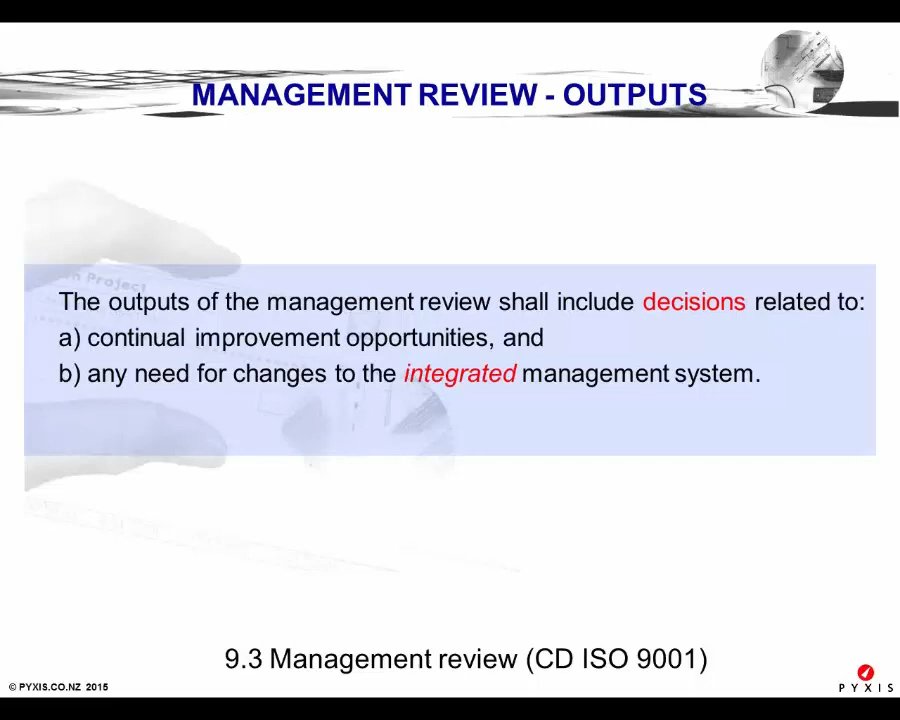 MANAGEMENT REVIEW - OUTPUTS
n Project
The outputs of the management review shall include decisions related to:
a) continual improvement opportunities, and
b) any need for changes to the integrated management system.
9.3 Management review (CD ISO 9001)
© PYXIS.CO.NZ 2015
PYXIS